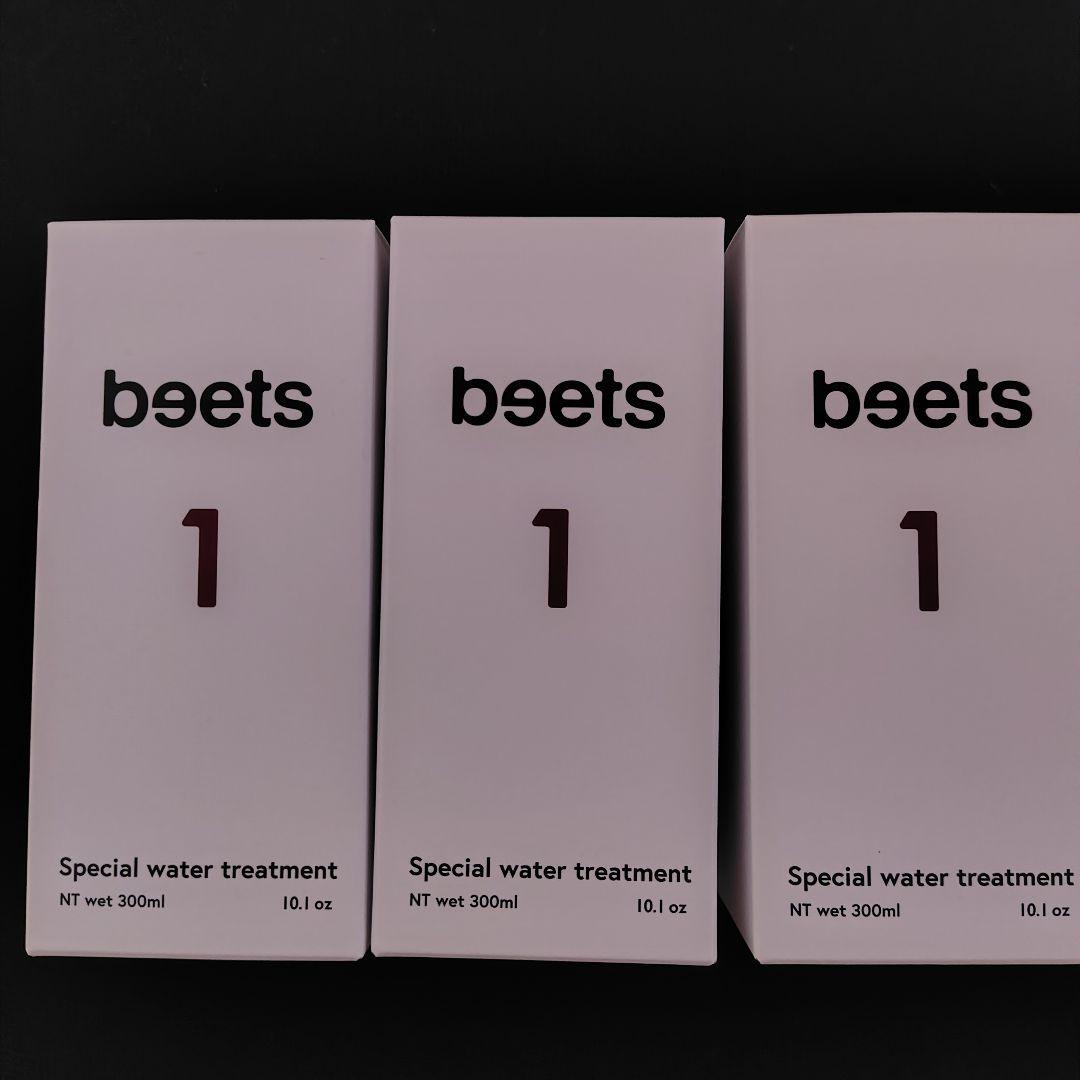 beets
1
Special water treatment
NT wet 300ml 10.1 oz
beets
1
Special water treatment
NT wet 300ml 10.1 oz
beets
1
Special water treatment
NT wet 300ml 10.1 oz